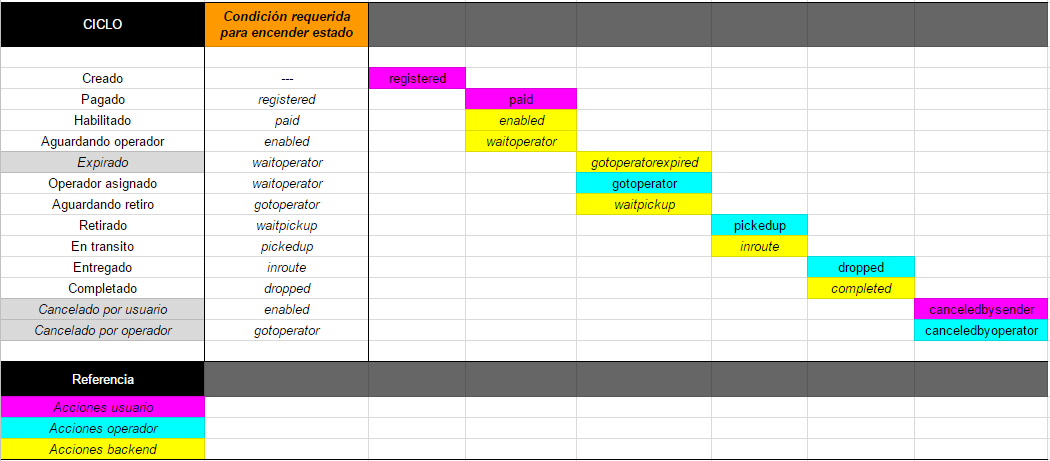 CICLO Condición requerida
para encender estado
Creado --- registered
Pagado registered paid
Habilitado paid enabled
Aguardando operador enabled waitoperator
Expirado waitoperator gotoperatorexpired
Operador asignado waitoperator gotoperator
Aguardando retiro gotoperator waitpickup
Retirado waitpickup pickedup
En transito pickedup inroute
Entregado inroute dropped
Completado dropped completed
Cancelado por usuario enabled canceledbysender
Cancelado por operador gotoperator canceledbyoperator
Referencia
Acciones usuario
Acciones operador
Acciones backend